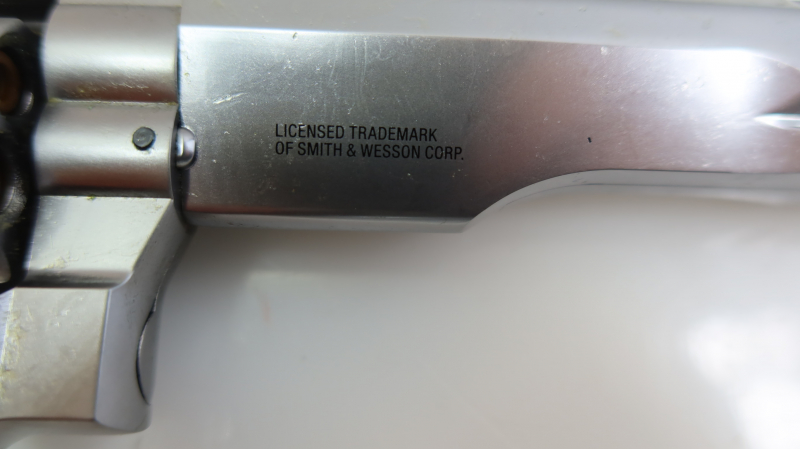 LICENSED TRADEMARK
OF SMITH & WESSON CORP.